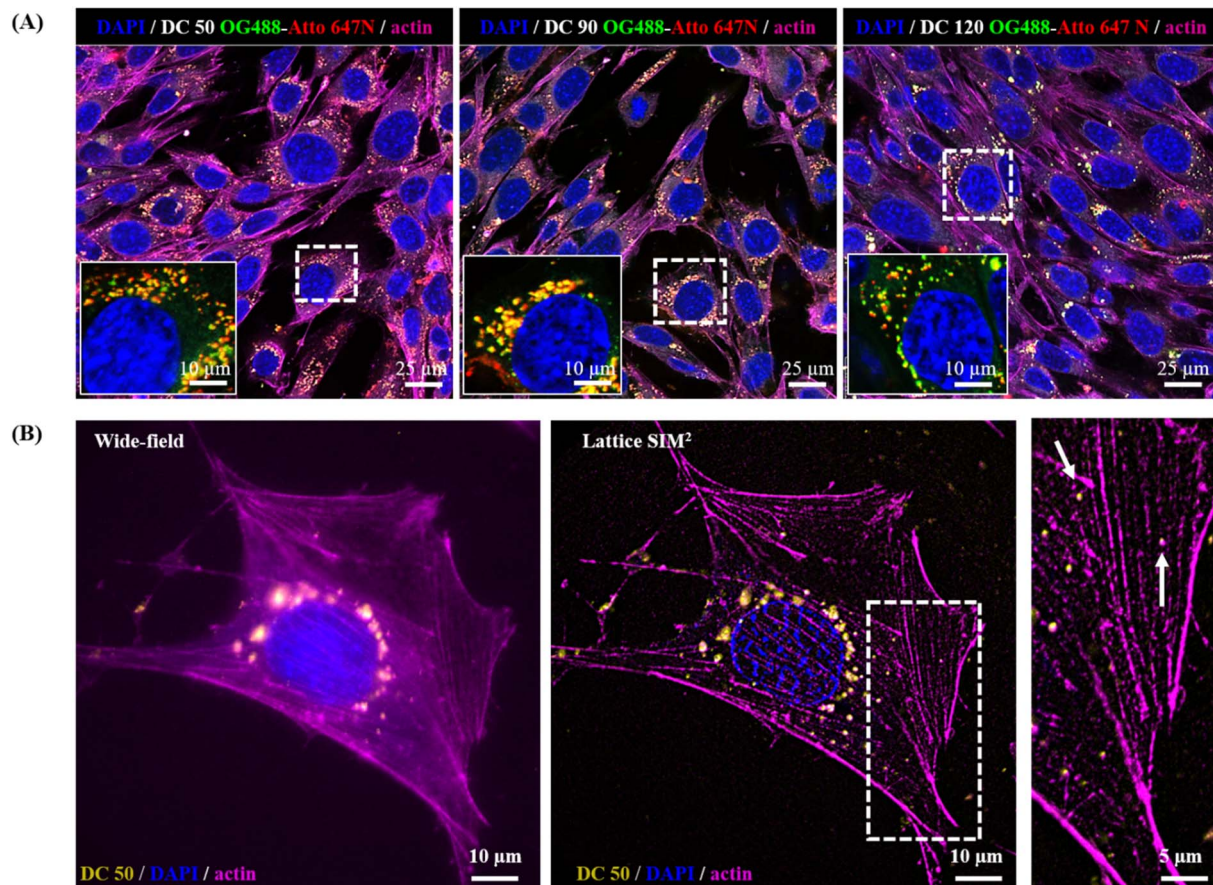 (A)
DAPI / DC 50 OG488-Atto 647N / actin
DAPI / DC 90 OG488-Atto 647N / actin
DAPI / DC 120 OG488-Atto 647 N / actin
10 µm
25 µm
10 µm
25 µm
10 µm
25 µm
(B)
Wide-field
Lattice SIM²
DC 50 / DAPI / actin
10 µm
DC 50 / DAPI / actin
10 µm
5 µm